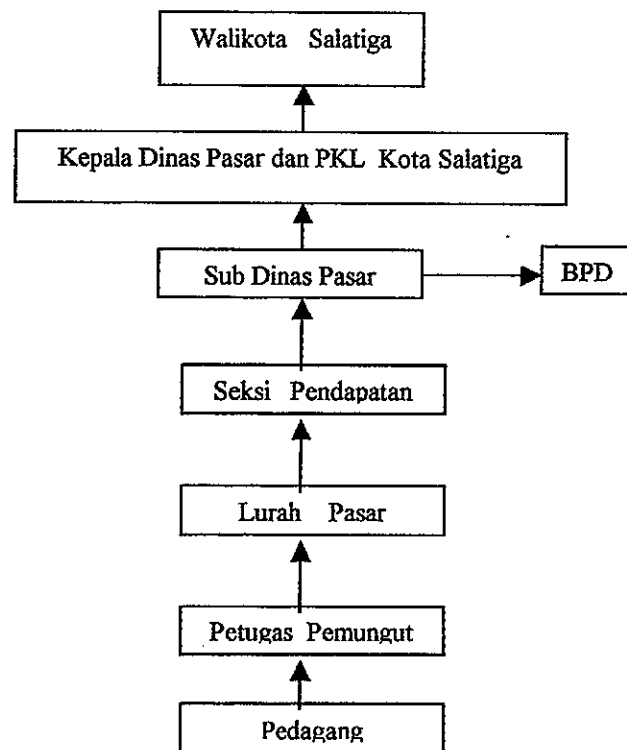 Walikota Salatiga
Kepala Dinas Pasar dan PKL Kota Salatiga
Sub Dinas Pasar
BPD
Seksi Pendapatan
Lurah Pasar
Petugas Pemungut
Pedagang